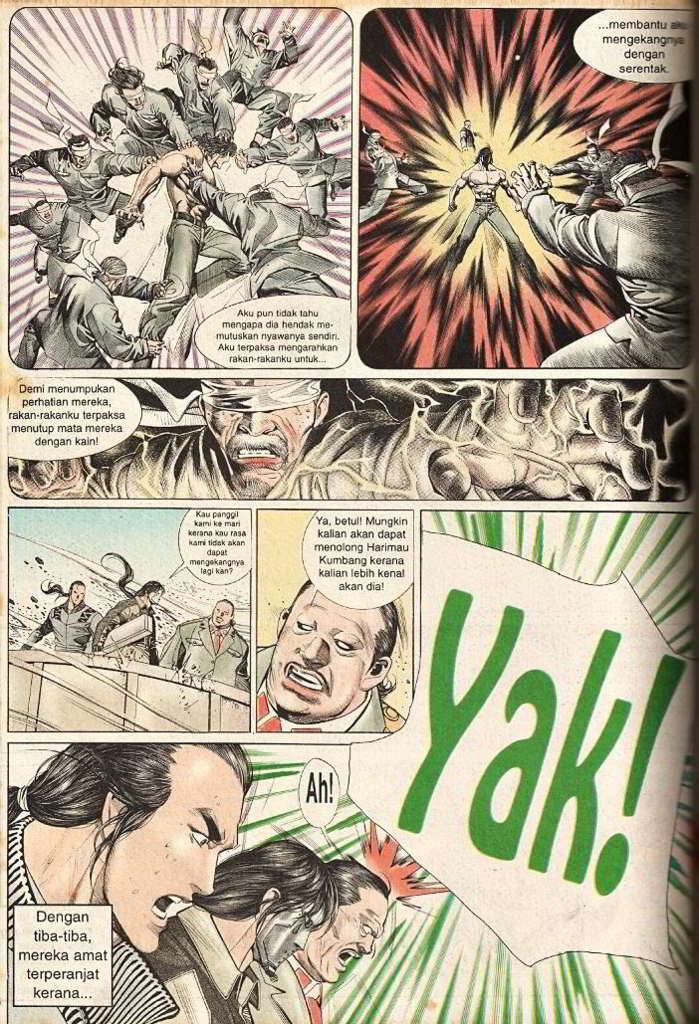 Aku pun tidak tahu
mengapa dia hendak me-
mutuskan nyawanya sendiri.
Aku terpaksa mengarahkan
rakan-rakanku untuk...
...membantu aku
mengekangnya
dengan
serentak.
Demi menumpukan
perhatian mereka,
rakan-rakanku terpaksa
menutup mata mereka
dengan kain!
Kau panggil
kami ke mari
kerana kau rasa
kami tidak akan
dapat
mengekangnya
lagi kan?
Ya, betul! Mungkin
kalian akan dapat
menolong Harimau
Kumbang kerana
kalian lebih kenal
akan dia!
Yak!
Ah!
Dengan
tiba-tiba,
mereka amat
terperanjat
kerana...